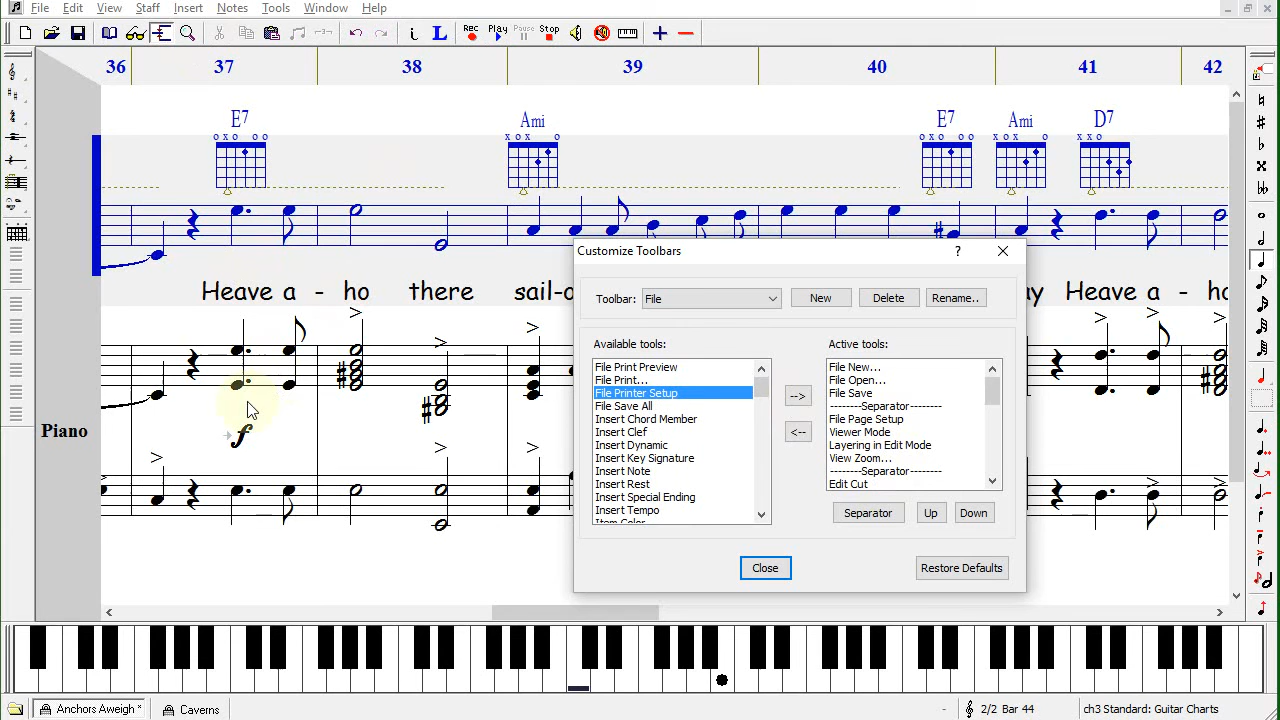 File Edit View Staff Insert Notes Tools Window Help
Rec Play Pause Stop
36 37 38 39 40 41 42
E7 Ami E7 Ami D7
Customize Toolbars ?
Heave a - ho there sail-o
y Heave a - ho
Toolbar: File New Delete Rename..
Available tools: Active tools:
File Print Preview
File Print...
File Printer Setup
File Save All
Insert Chord Member
Insert Clef
Insert Dynamic
Insert Key Signature
Insert Note
Insert Rest
Insert Special Ending
Insert Tempo
Item Color
-->
<--
File New...
File Open...
File Save
--------Separator--------
File Page Setup
Viewer Mode
Layering in Edit Mode
View Zoom...
--------Separator--------
Edit Cut
Separator Up Down
Close Restore Defaults
Piano
f
Anchors Aweigh * Caverns - 2/2 Bar 44 ch3 Standard: Guitar Charts